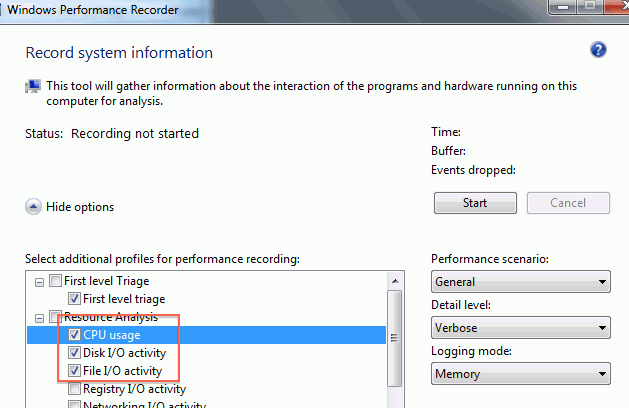 Windows Performance Recorder
Record system information
This tool will gather information about the interaction of the programs and hardware running on this
computer for analysis.
Status: Recording not started
Time:
Buffer:
Events dropped:
Hide options
Start
Cancel
Select additional profiles for performance recording:
First level Triage
First level triage
Resource Analysis
CPU usage
Disk I/O activity
File I/O activity
Registry I/O activity
Networking I/O activity
Performance scenario:
General
Detail level:
Verbose
Logging mode:
Memory